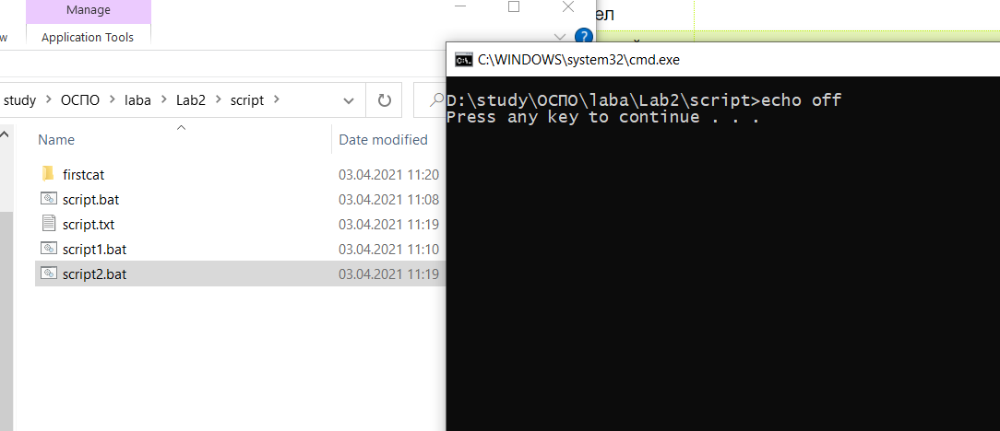 Manage
ел
w
Application Tools
?
C:\WINDOWS\system32\cmd.exe
study > ОСПО > laba > Lab2 > script >
D:\study\ОСПО\laba\Lab2\script>echo off
Press any key to continue . . .
Name
Date modified
firstcat
03.04.2021 11:20
script.bat
03.04.2021 11:08
script.txt
03.04.2021 11:19
script1.bat
03.04.2021 11:10
script2.bat
03.04.2021 11:19